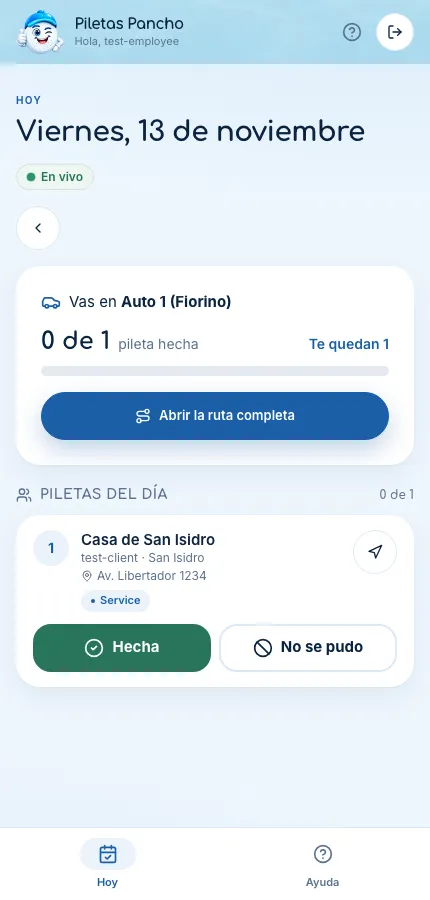 Piletas Pancho
Hola, test-employee
HOY
Viernes, 13 de noviembre
En vivo
Vas en Auto 1 (Fiorino)
0 de 1 pileta hecha Te quedan 1
Abrir la ruta completa
PILETAS DEL DÍA 0 de 1
1 Casa de San Isidro
test-client · San Isidro
Av. Libertador 1234
• Service
Hecha No se pudo
Hoy Ayuda